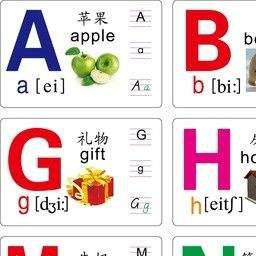 A
苹果
apple
a [ei]
A
a
A a
B
b [bi:]
G
礼物
gift
g [dʒi:]
G
g
G g
H
h [eitʃ]
M